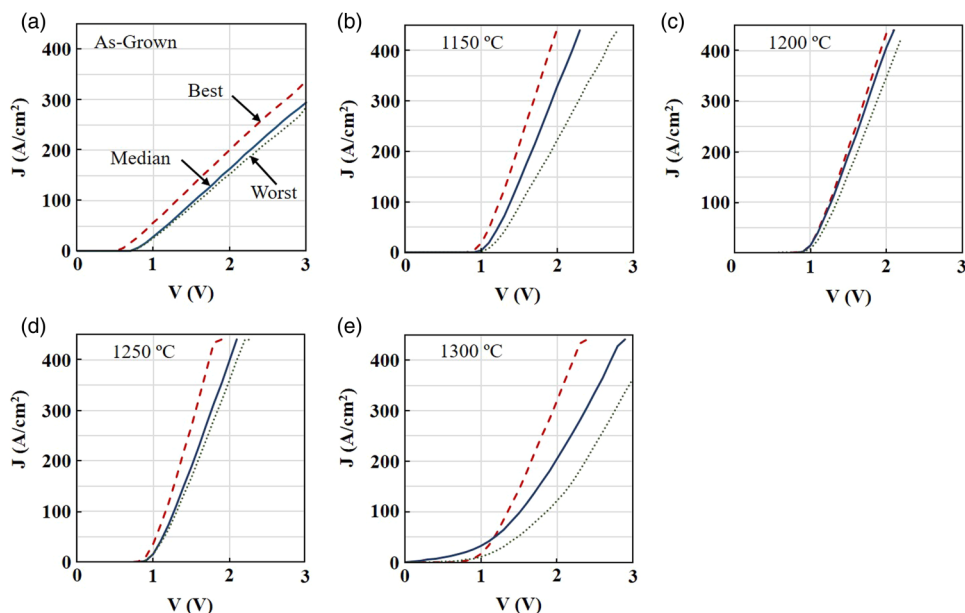 (a)
As-Grown
Best
Median
Worst
J (A/cm²)
400
300
200
100
0
0
1
2
3
V (V)
(b)
1150 ºC
J (A/cm²)
400
300
200
100
0
0
1
2
3
V (V)
(c)
1200 ºC
J (A/cm²)
400
300
200
100
0
0
1
2
3
V (V)
(d)
1250 ºC
J (A/cm²)
400
300
200
100
0
0
1
2
3
V (V)
(e)
1300 ºC
J (A/cm²)
400
300
200
100
0
0
1
2
3
V (V)